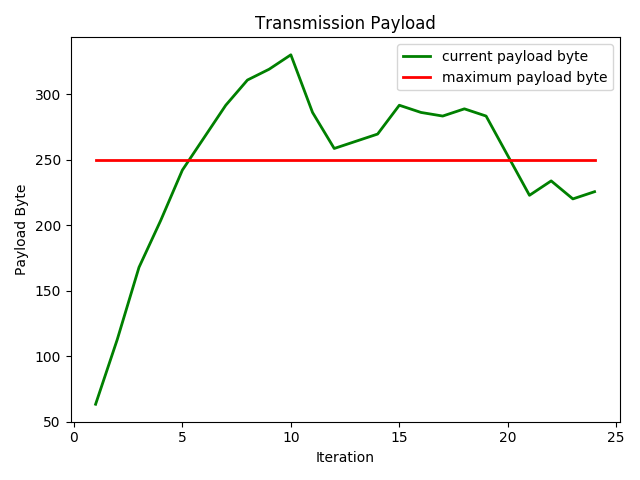 Transmission Payload
current payload byte
maximum payload byte
Payload Byte
300
250
200
150
100
50
0
5
10
15
20
25
Iteration